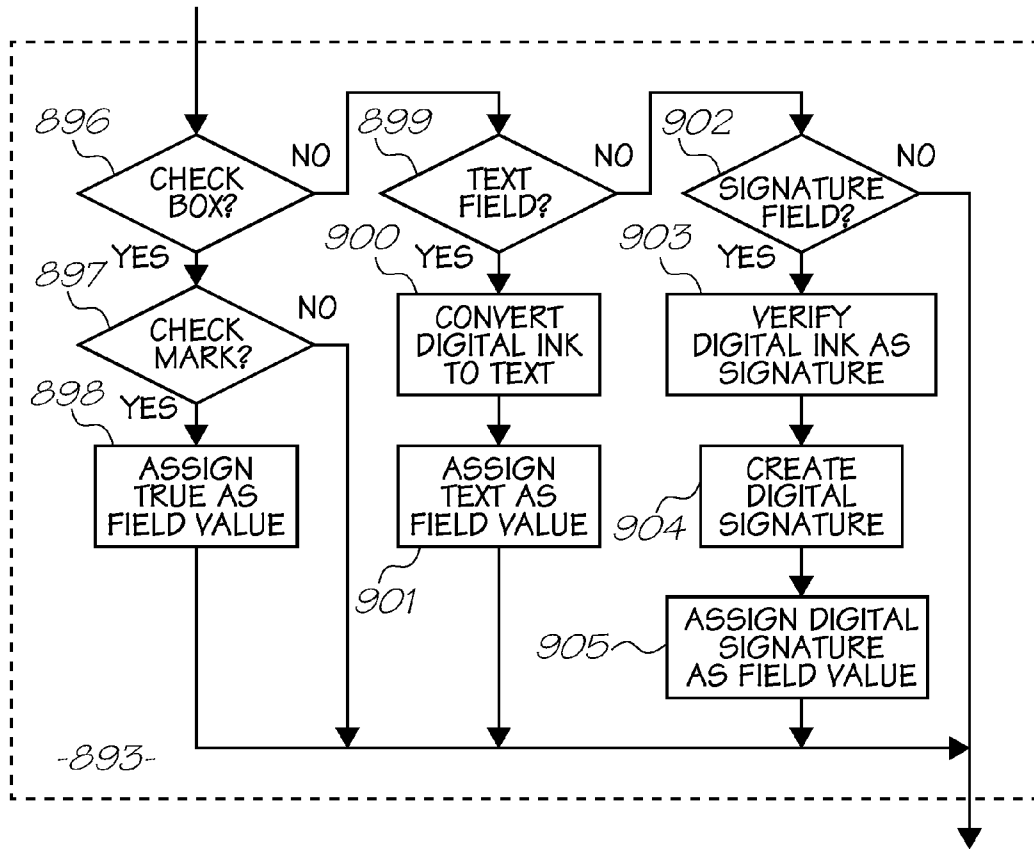 896
CHECK
BOX?
NO
YES
899
TEXT
FIELD?
NO
YES
902
SIGNATURE
FIELD?
NO
YES
897
CHECK
MARK?
NO
YES
900
CONVERT
DIGITAL INK
TO TEXT
903
VERIFY
DIGITAL INK AS
SIGNATURE
898
ASSIGN
TRUE AS
FIELD VALUE
ASSIGN
TEXT AS
FIELD VALUE
901
CREATE
DIGITAL
SIGNATURE
904
ASSIGN DIGITAL
SIGNATURE
AS FIELD VALUE
905
-893-